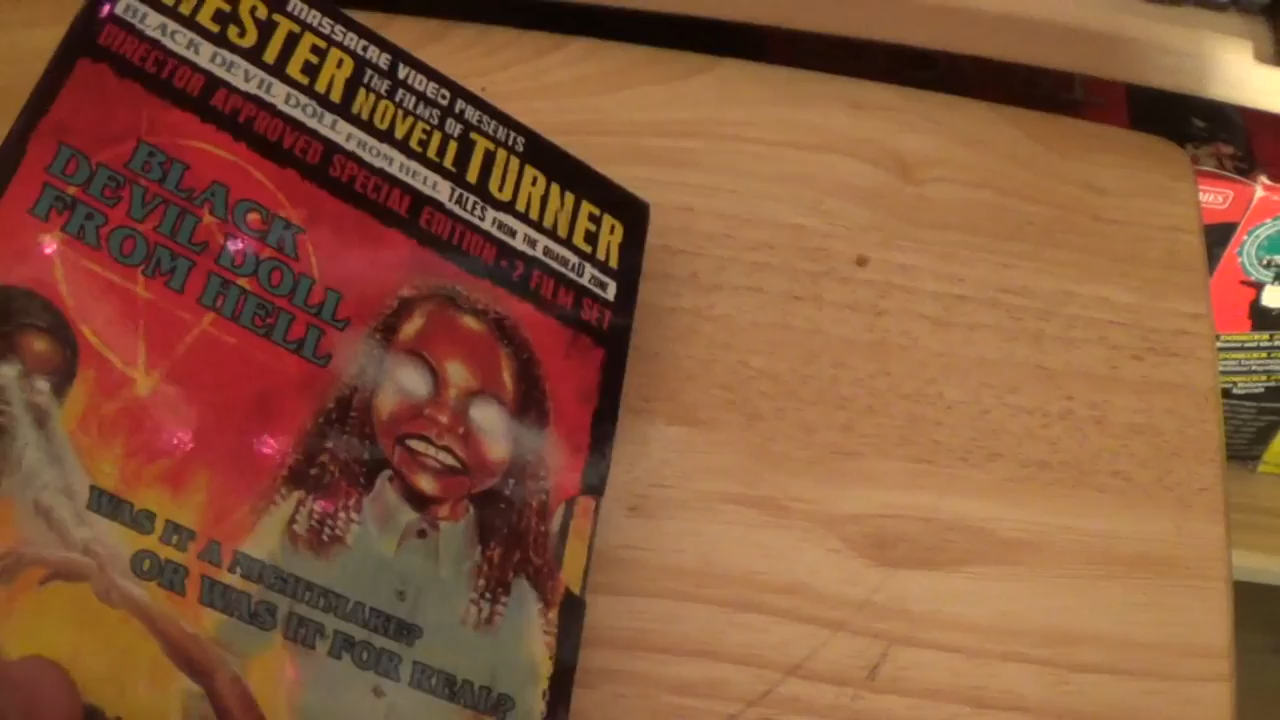 MASSACRE VIDEO PRESENTS
THE FILMS OF
NOVELL TURNER
BLACK DEVIL DOLL FROM HELL TALES FROM THE QUADEAD ZONE
DIRECTOR APPROVED SPECIAL EDITION - 2 FILM SET
BLACK
DEVIL DOLL
FROM HELL
WAS IT A NIGHTMARE?
OR WAS IT FOR REAL?